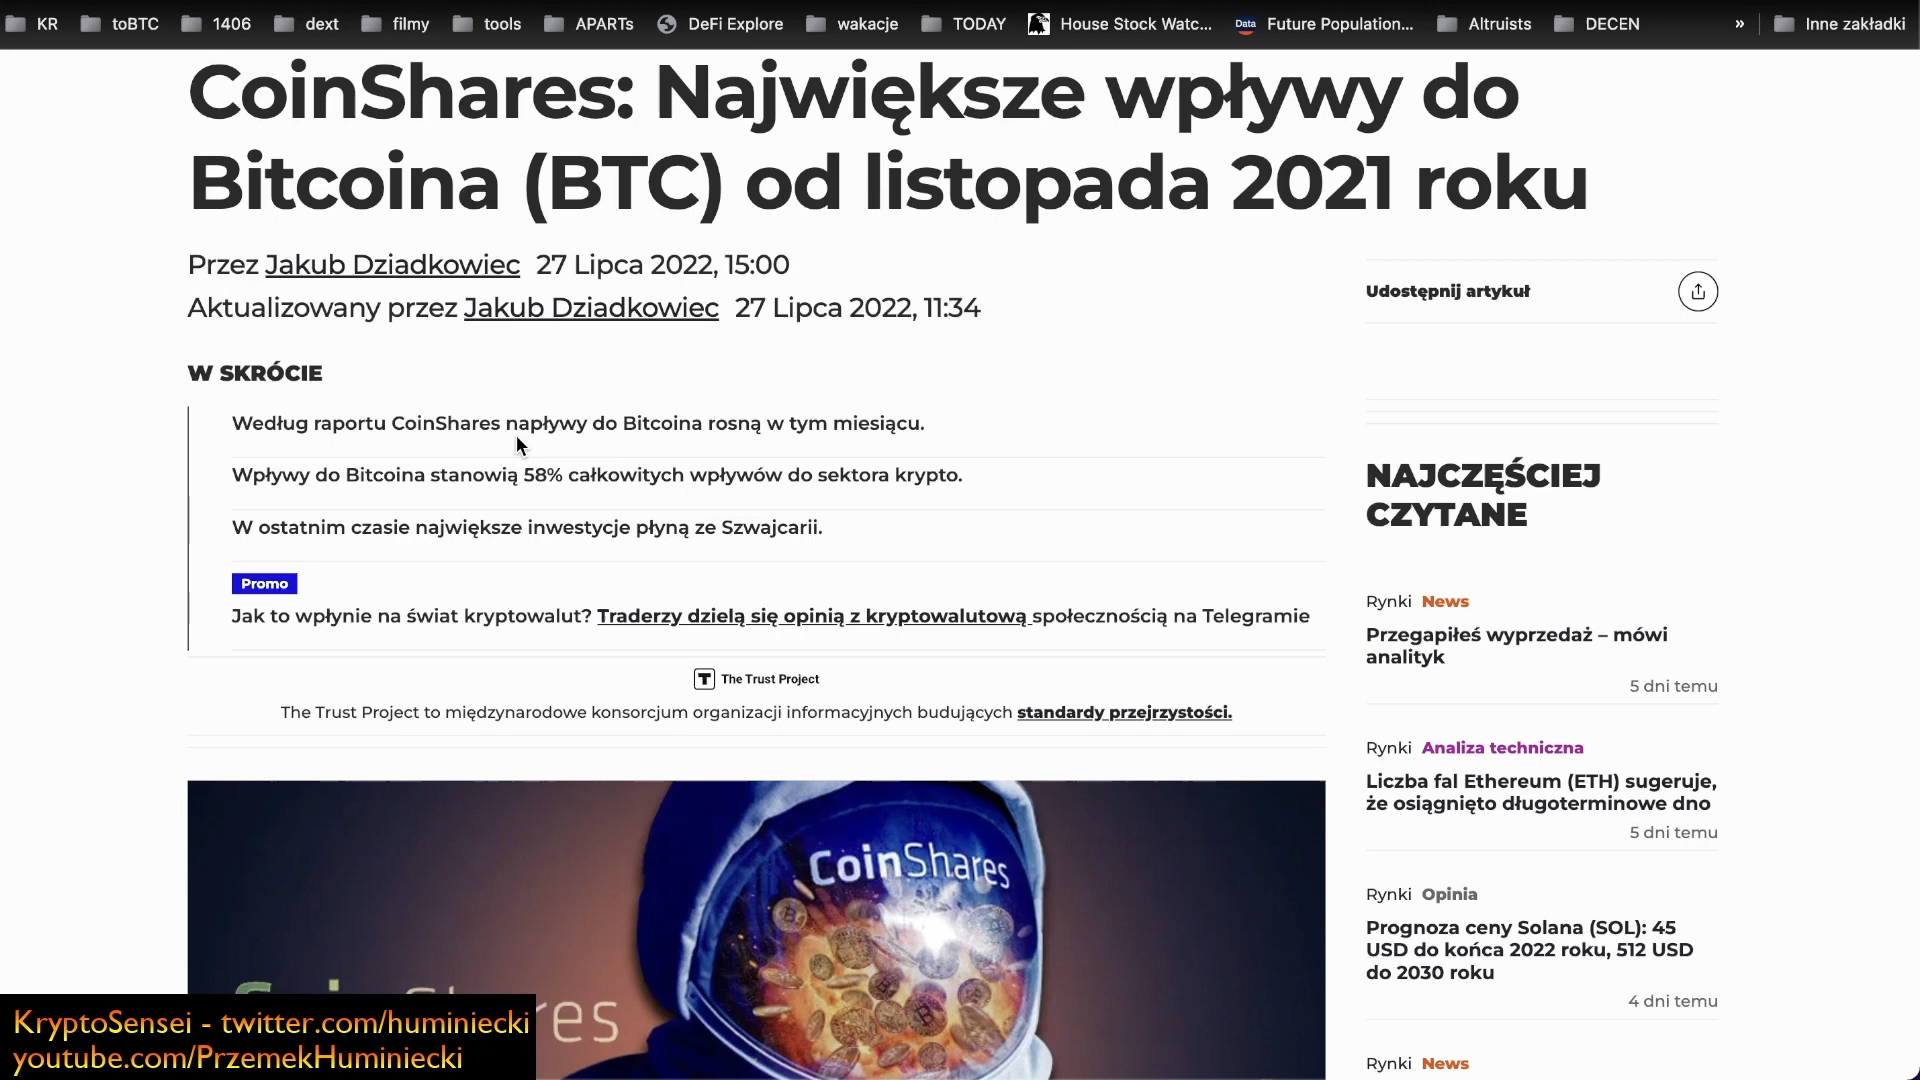 KR
toBTC
1406
dext
filmy
tools
APARTs
DeFi Explore
wakacje
TODAY
House Stock Watc...
Data
Future Population...
Altruists
DECEN
»
Inne zakładki
CoinShares: Największe wpływy do
Bitcoina (BTC) od listopada 2021 roku
Przez Jakub Dziadkowiec 27 Lipca 2022, 15:00
Aktualizowany przez Jakub Dziadkowiec 27 Lipca 2022, 11:34
Udostępnij artykuł
W SKRÓCIE
Według raportu CoinShares napływy do Bitcoina rosną w tym miesiącu.
Wpływy do Bitcoina stanowią 58% całkowitych wpływów do sektora krypto.
W ostatnim czasie największe inwestycje płyną ze Szwajcarii.
Promo
Jak to wpłynie na świat kryptowalut? Traderzy dzielą się opinią z kryptowalutową społecznością na Telegramie
T The Trust Project
The Trust Project to międzynarodowe konsorcjum organizacji informacyjnych budujących standardy przejrzystości.
CoinShares
KryptoSensei - twitter.com/huminiecki
youtube.com/PrzemekHuminiecki
NAJCZĘŚCIEJ
CZYTANE
Rynki News
Przegapiłeś wyprzedaż – mówi
analityk
5 dni temu
Rynki Analiza techniczna
Liczba fal Ethereum (ETH) sugeruje,
że osiągnięto długoterminowe dno
5 dni temu
Rynki Opinia
Prognoza ceny Solana (SOL): 45
USD do końca 2022 roku, 512 USD
do 2030 roku
4 dni temu
Rynki News